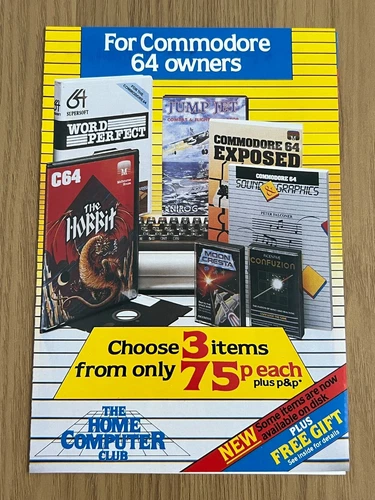 For Commodore
64 owners
64
SUPERSOFT
WORD
PERFECT
JUMP JET
ANIROG
COMMODORE 64
EXPOSED
COMMODORE 64
SOUND & GRAPHICS
PETER FALCONER
C64
THE
HOBBIT
MOON
CRESTA
CONFUZION
Choose 3 items
from only 75p each
plus p&p*
THE
HOME
COMPUTER
CLUB
NEW Some items are now
available on disk
PLUS
FREE GIFT
See inside for details